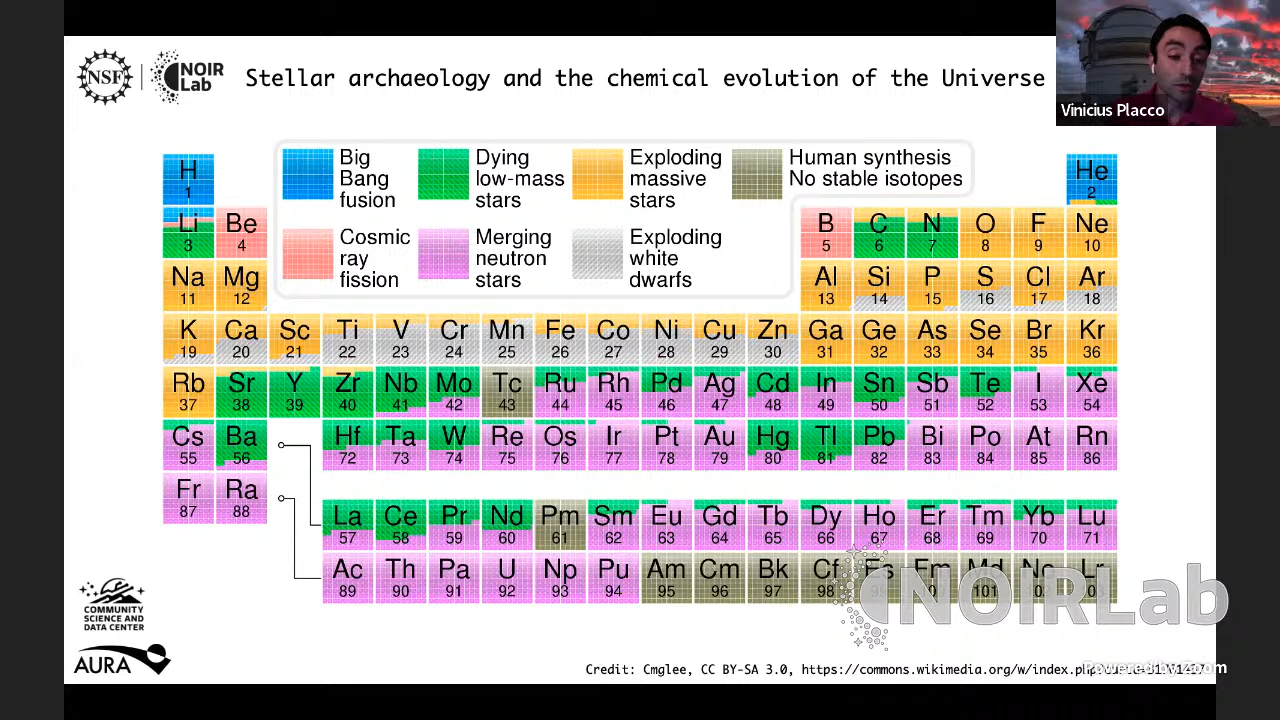 NSF
NOIR
Lab
Stellar archaeology and the chemical evolution of the Universe
Vinicius Placco
Big
Bang
fusion
Dying
low-mass
stars
Exploding
massive
stars
Human synthesis
No stable isotopes
Cosmic
ray
fission
Merging
neutron
stars
Exploding
white
dwarfs
H He
1 2
Li Be B C N O F Ne
3 4 5 6 7 8 9 10
Na Mg Al Si P S Cl Ar
11 12 13 14 15 16 17 18
K Ca Sc Ti V Cr Mn Fe Co Ni Cu Zn Ga Ge As Se Br Kr
19 20 21 22 23 24 25 26 27 28 29 30 31 32 33 34 35 36
Rb Sr Y Zr Nb Mo Tc Ru Rh Pd Ag Cd In Sn Sb Te I Xe
37 38 39 40 41 42 43 44 45 46 47 48 49 50 51 52 53 54
Cs Ba Hf Ta W Re Os Ir Pt Au Hg Tl Pb Bi Po At Rn
55 56 72 73 74 75 76 77 78 79 80 81 82 83 84 85 86
Fr Ra
87 88
La Ce Pr Nd Pm Sm Eu Gd Tb Dy Ho Er Tm Yb Lu
57 58 59 60 61 62 63 64 65 66 67 68 69 70 71
Ac Th Pa U Np Pu Am Cm Bk Cf Es Fm Md No Lr
89 90 91 92 93 94 95 96 97 98 101
NOIRLab
COMMUNITY
SCIENCE AND
DATA CENTER
AURA
Credit: Cmglee, CC BY-SA 3.0, https://commons.wikimedia.org/w/index.php
Powered by Zoom